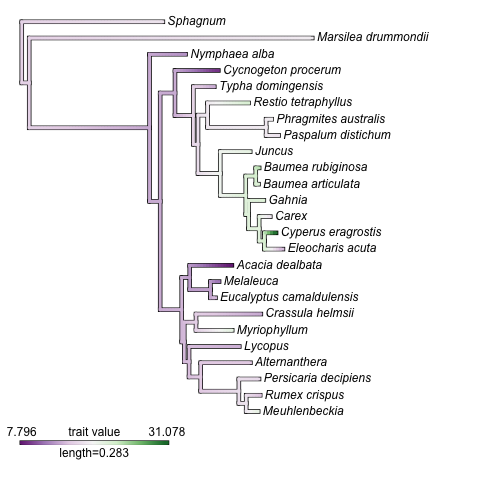 Sphagnum
Marsilea drummondii
Nymphaea alba
Cycnogeton procerum
Typha domingensis
Restio tetraphyllus
Phragmites australis
Paspalum distichum
Juncus
Baumea rubiginosa
Baumea articulata
Gahnia
Carex
Cyperus eragrostis
Eleocharis acuta
Acacia dealbata
Melaleuca
Eucalyptus camaldulensis
Crassula helmsii
Myriophyllum
Lycopus
Alternanthera
Persicaria decipiens
Rumex crispus
Meuhlenbeckia
7.796 trait value 31.078
length=0.283